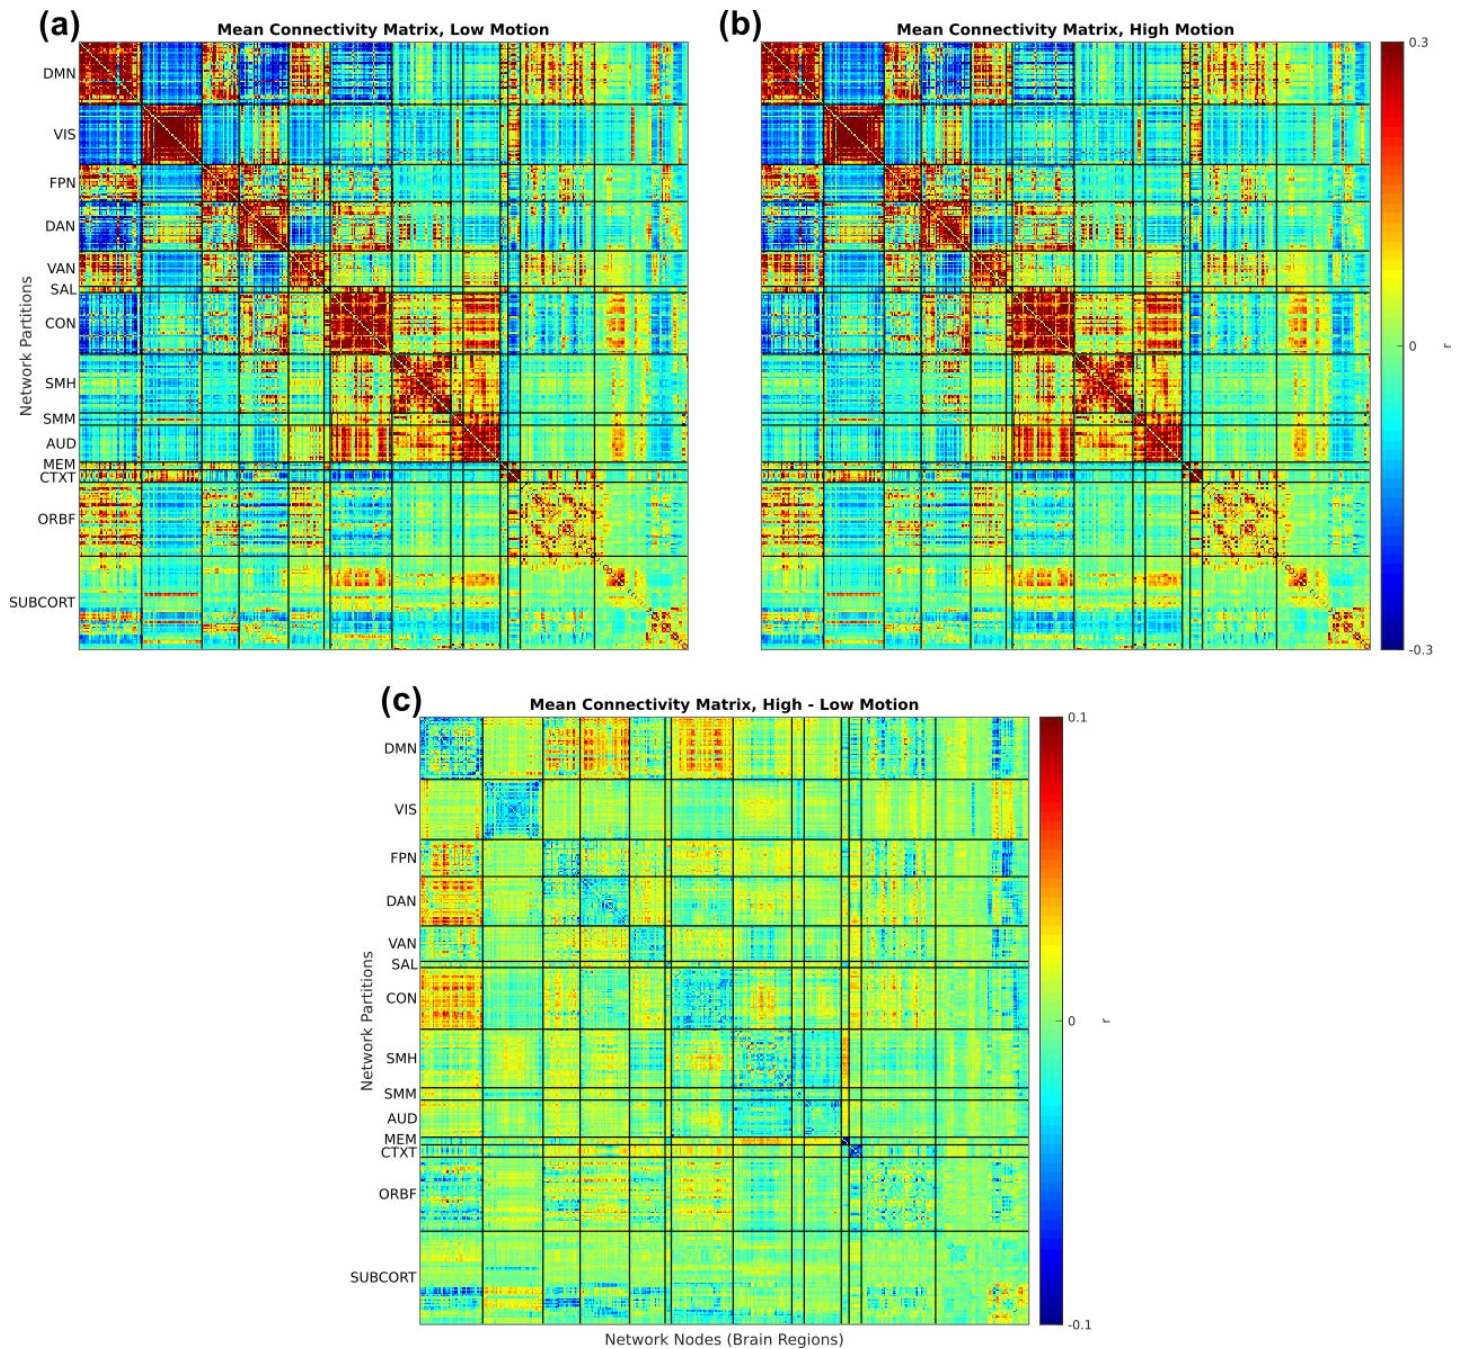 (a)
Mean Connectivity Matrix, Low Motion
DMN
VIS
FPN
DAN
VAN
SAL
CON
SMH
SMM
AUD
MEM
CTXT
ORBF
SUBCORT
Network Partitions
(b)
Mean Connectivity Matrix, High Motion
0.3
0
-0.3
r
(c)
Mean Connectivity Matrix, High - Low Motion
DMN
VIS
FPN
DAN
VAN
SAL
CON
SMH
SMM
AUD
MEM
CTXT
ORBF
SUBCORT
Network Partitions
Network Nodes (Brain Regions)
0.1
0
-0.1
r